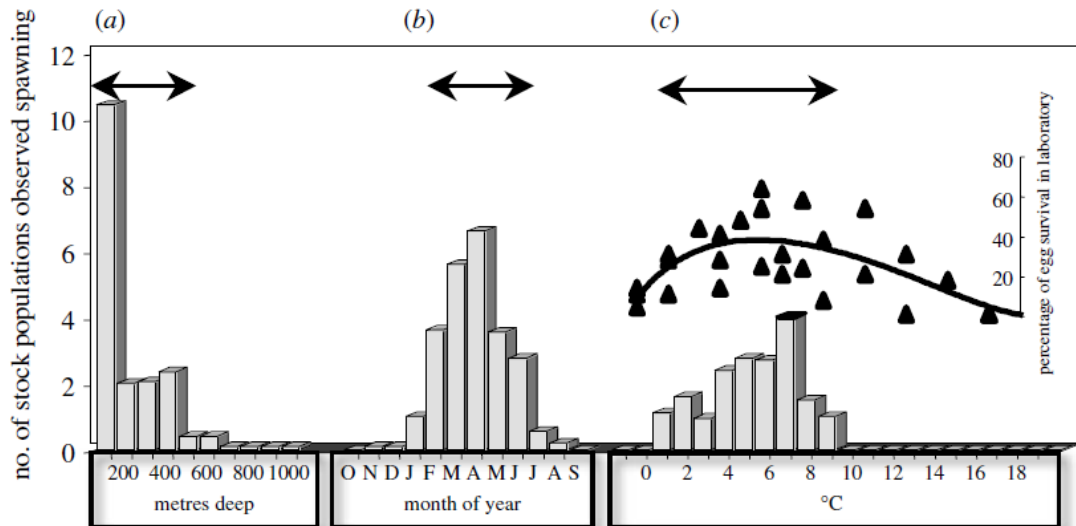 (a) (b) (c)
no. of stock populations observed spawning
12
10
8
6
4
2
0
80
60
40
20
percentage of egg survival in laboratory
200 400 600 800 1000
metres deep
O N D J F M A M J J A S
month of year
0 2 4 6 8 10 12 14 16 18
°C